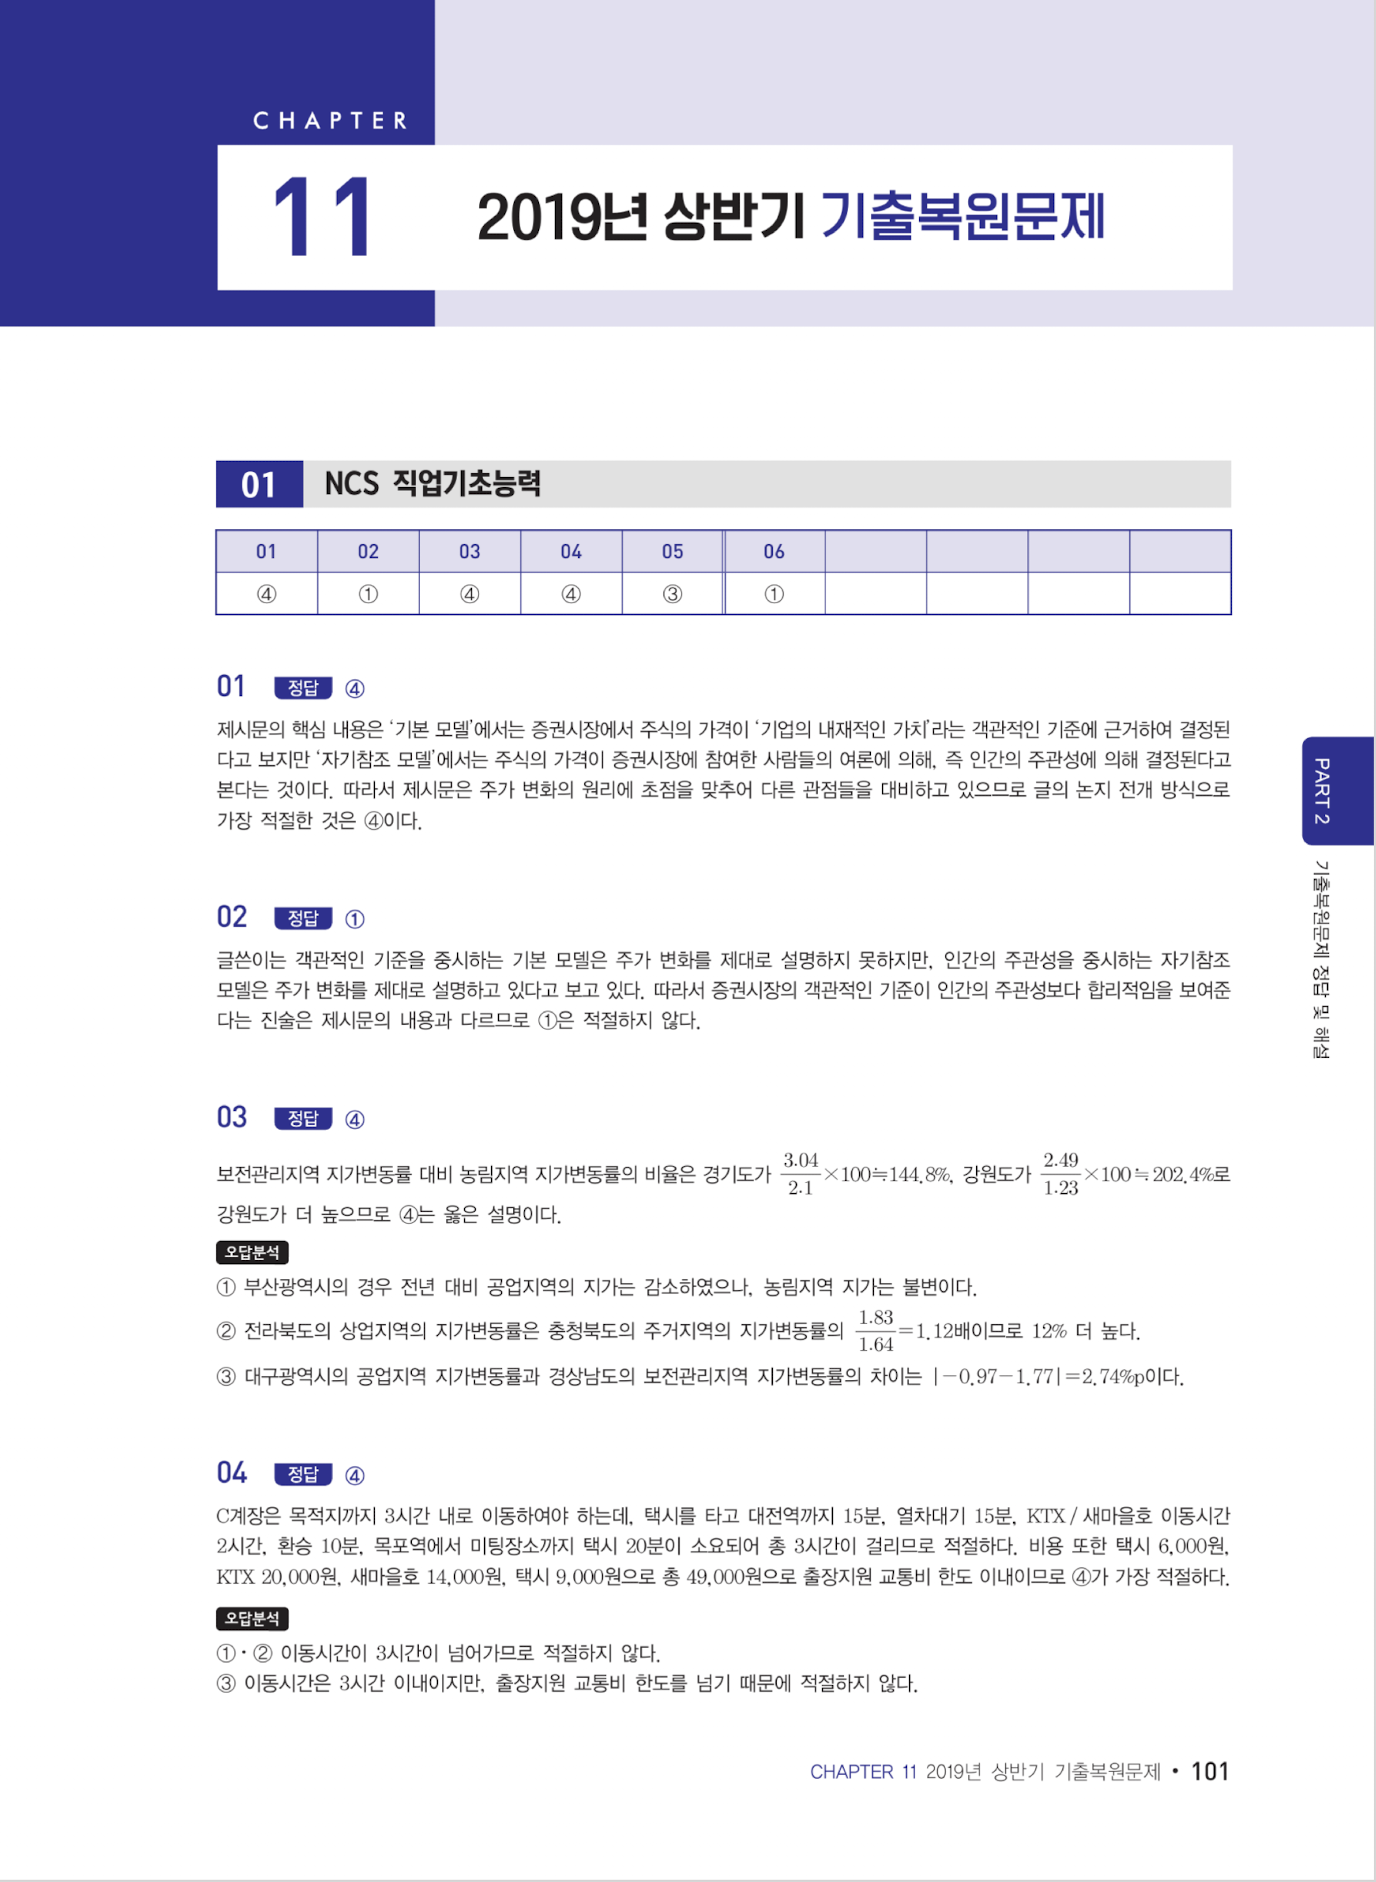 CHAPTER
11
2019년 상반기 기출복원문제
01 NCS 직업기초능력
01 02 03 04 05 06
④ ① ④ ④ ③ ①
01 정답 ④
제시문의 핵심 내용은 ‘기본 모델’에서는 증권시장에서 주식의 가격이 ‘기업의 내재적인 가치’라는 객관적인 기준에 근거하여 결정된
다고 보지만 ‘자기참조 모델’에서는 주식의 가격이 증권시장에 참여한 사람들의 여론에 의해, 즉 인간의 주관성에 의해 결정된다고
본다는 것이다. 따라서 제시문은 주가 변화의 원리에 초점을 맞추어 다른 관점들을 대비하고 있으므로 글의 논지 전개 방식으로
가장 적절한 것은 ④이다.
02 정답 ①
글쓴이는 객관적인 기준을 중시하는 기본 모델은 주가 변화를 제대로 설명하지 못하지만, 인간의 주관성을 중시하는 자기참조
모델은 주가 변화를 제대로 설명하고 있다고 보고 있다. 따라서 증권시장의 객관적인 기준이 인간의 주관성보다 합리적임을 보여준
다는 진술은 제시문의 내용과 다르므로 ①은 적절하지 않다.
03 정답 ④
보전관리지역 지가변동률 대비 농림지역 지가변동률의 비율은 경기도가 3.04/2.1×100≒144.8%, 강원도가 2.49/1.23×100≒202.4%로
강원도가 더 높으므로 ④는 옳은 설명이다.
오답분석
① 부산광역시의 경우 전년 대비 공업지역의 지가는 감소하였으나, 농림지역 지가는 불변이다.
② 전라북도의 상업지역의 지가변동률은 충청북도의 주거지역의 지가변동률의 1.83/1.64=1.12배이므로 12% 더 높다.
③ 대구광역시의 공업지역 지가변동률과 경상남도의 보전관리지역 지가변동률의 차이는 |−0.97−1.77|=2.74%p이다.
04 정답 ④
C계장은 목적지까지 3시간 내로 이동하여야 하는데, 택시를 타고 대전역까지 15분, 열차대기 15분, KTX / 새마을호 이동시간
2시간, 환승 10분, 목포역에서 미팅장소까지 택시 20분이 소요되어 총 3시간이 걸리므로 적절하다. 비용 또한 택시 6,000원,
KTX 20,000원, 새마을호 14,000원, 택시 9,000원으로 총 49,000원으로 출장지원 교통비 한도 이내이므로 ④가 가장 적절하다.
오답분석
①·② 이동시간이 3시간이 넘어가므로 적절하지 않다.
③ 이동시간은 3시간 이내이지만, 출장지원 교통비 한도를 넘기 때문에 적절하지 않다.
PART 2
기출복원문제 정답 및 해설
CHAPTER 11 2019년 상반기 기출복원문제 • 101